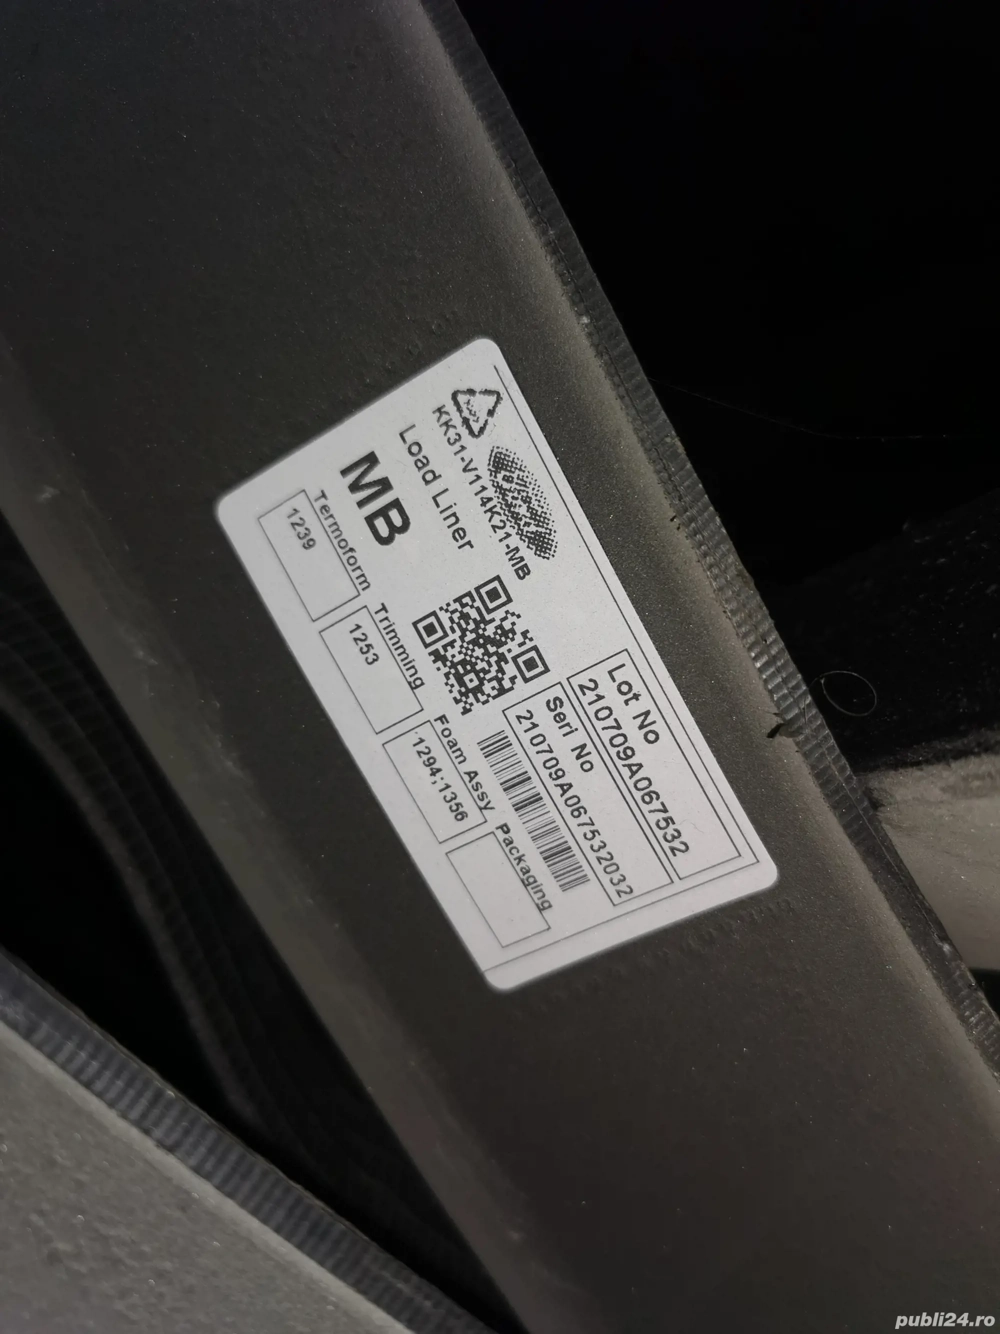 KK31-V114K21-MB
Load Liner
MB
Lot No
210709A067532
Seri No
210709A067532032
Termoform
1239
Trimming
1253
Foam Assy
1294;1356
Packaging
publi24.ro